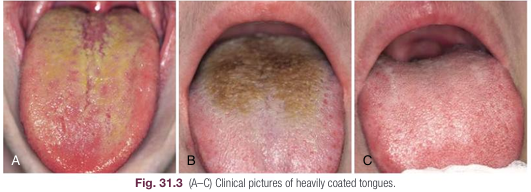 A
B
C
Fig. 31.3 (A–C) Clinical pictures of heavily coated tongues.